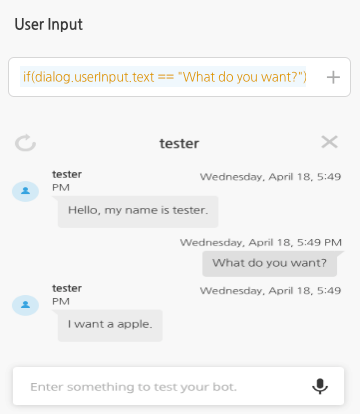 User Input
if(dialog.userInput.text == "What do you want?")
tester
tester
Wednesday, April 18, 5:49
PM
Hello, my name is tester.
Wednesday, April 18, 5:49 PM
What do you want?
tester
Wednesday, April 18, 5:49
PM
I want a apple.
Enter something to test your bot.